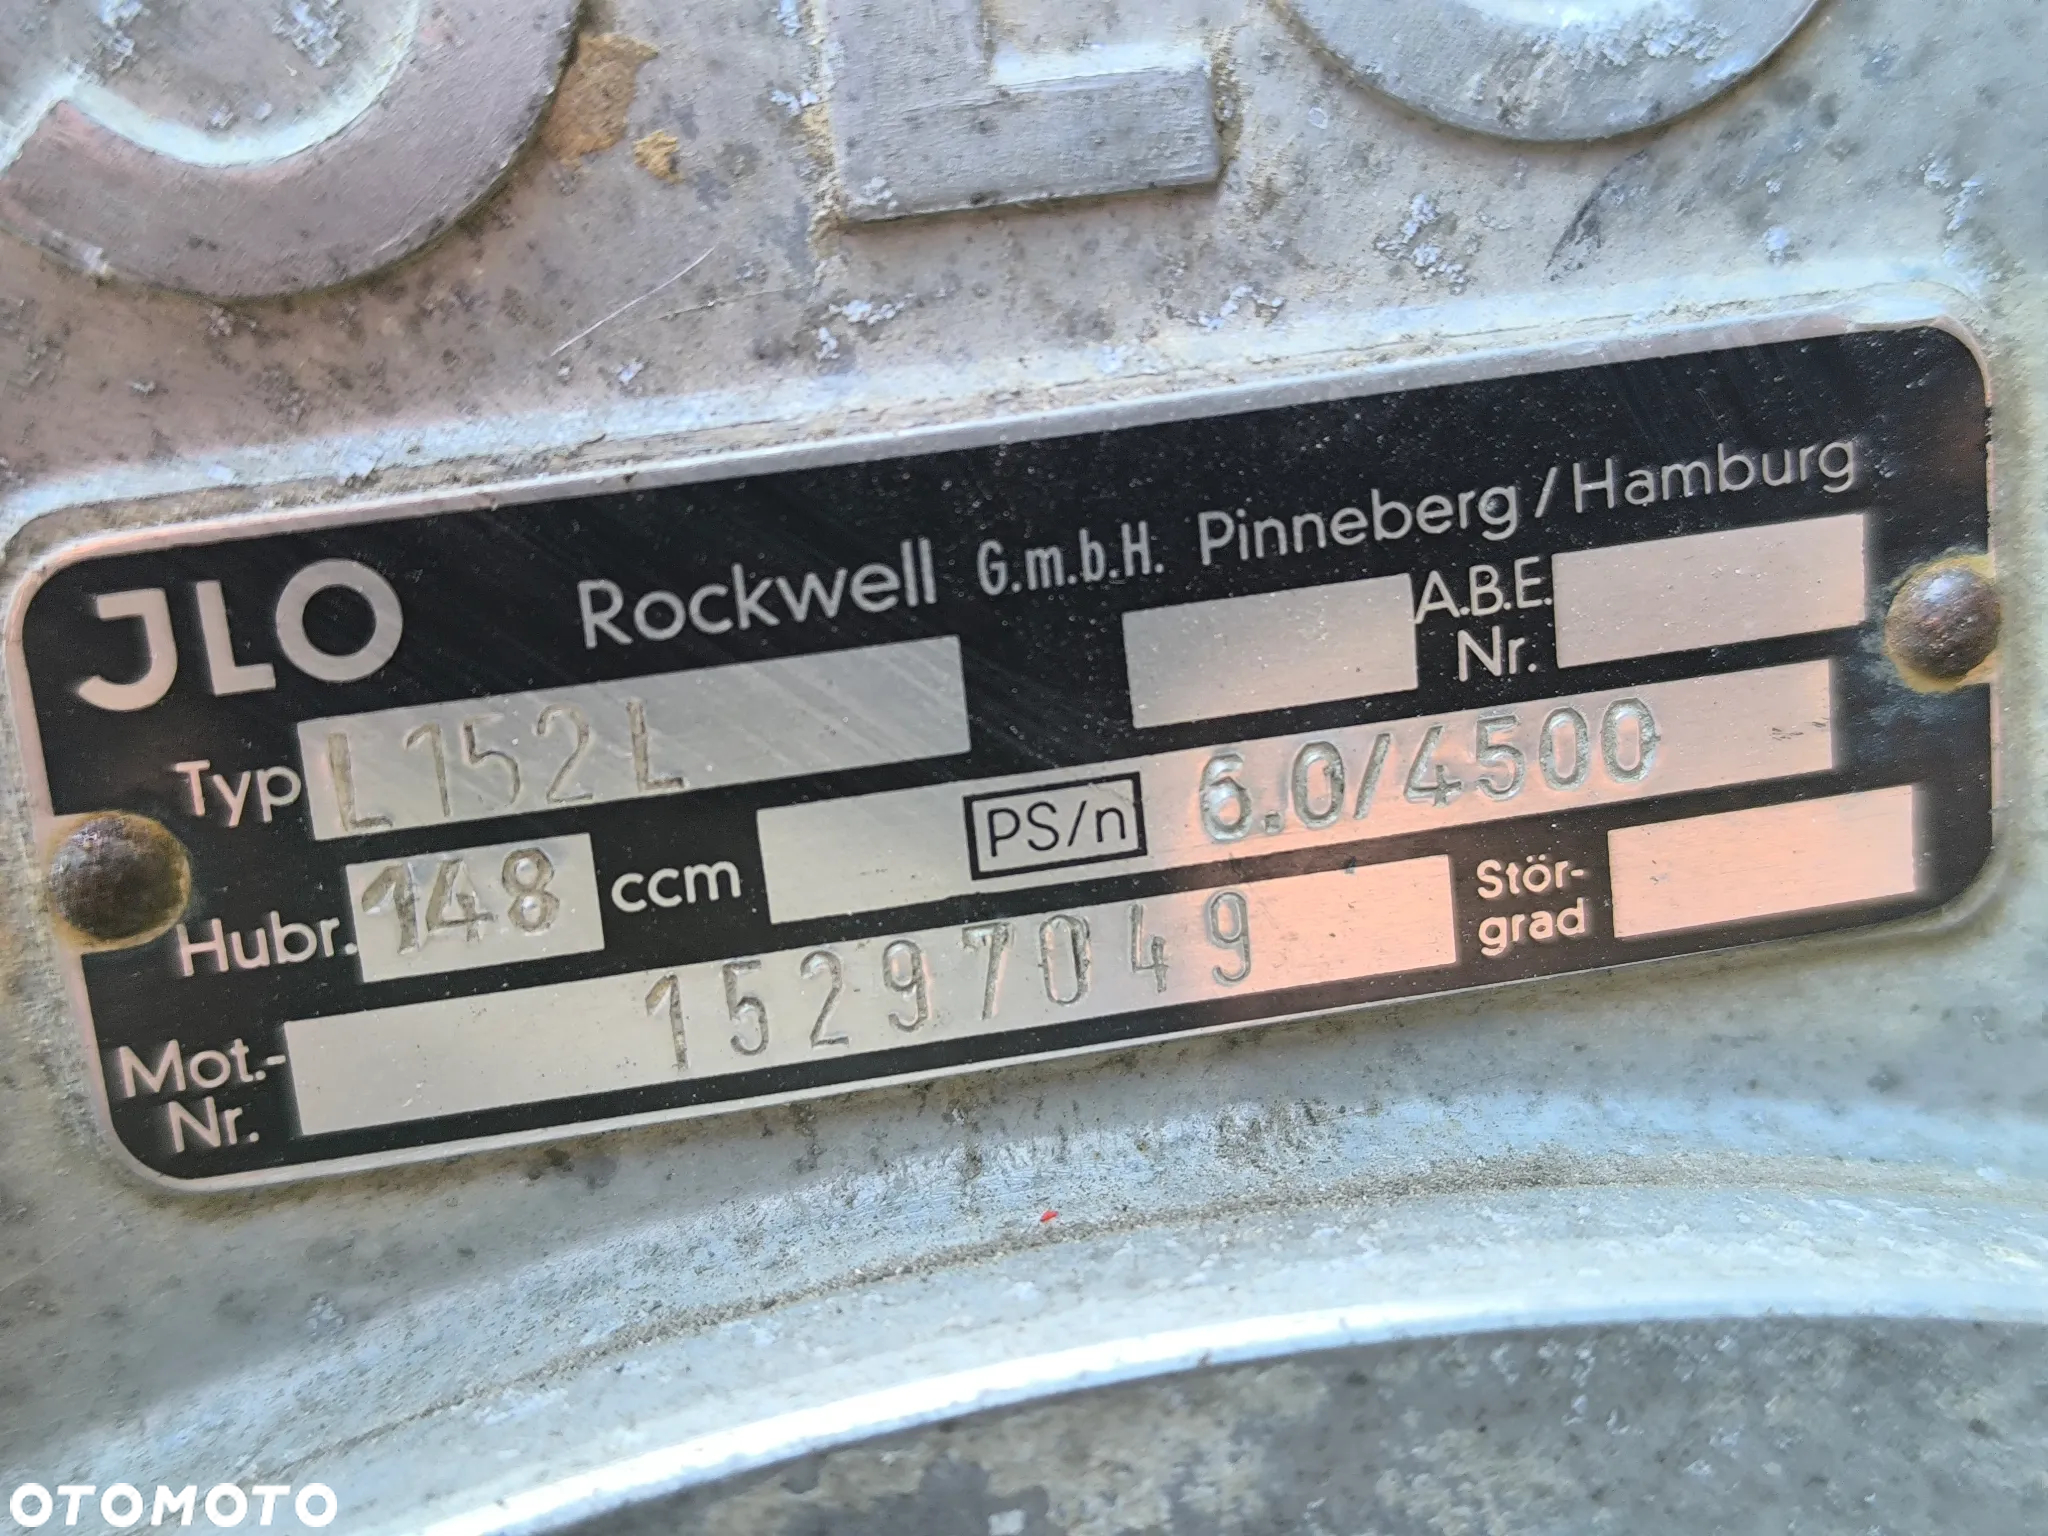 JLO Rockwell G.m.b.H. Pinneberg/Hamburg
A.B.E. Nr.
Typ L152L
PS/n 6.0/4500
Hubr. 148 ccm
Stör-
grad
Mot.- Nr. 15297049
OTOMOTO